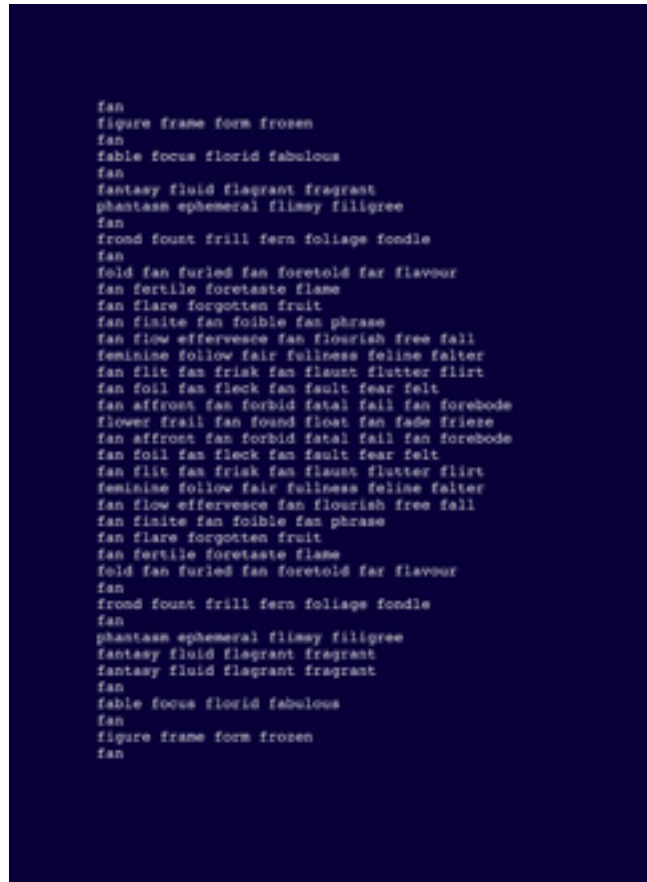 fan
figure frame form frozen
fan
fable focus florid fabulous
fan
fantasy fluid flagrant fragrant
phantasm ephemeral flimsy filigree
fan
frond fount frill fern foliage fondle
fan
fold fan furled fan foretold far flavour
fan fertile foretaste flame
fan flare forgotten fruit
fan finite fan foible fan phrase
fan flow effervesce fan flourish free fall
feminine follow fair fullness feline falter
fan flit fan frisk fan flaunt flutter flirt
fan foil fan fleck fan fault fear felt
fan affront fan forbid fatal fail fan forebode
flower frail fan found float fan fade frieze
fan affront fan forbid fatal fail fan forebode
fan foil fan fleck fan fault fear felt
fan flit fan frisk fan flaunt flutter flirt
feminine follow fair fullness feline falter
fan flow effervesce fan flourish free fall
fan finite fan foible fan phrase
fan flare forgotten fruit
fan fertile foretaste flame
fold fan furled fan foretold far flavour
fan
frond fount frill fern foliage fondle
fan
phantasm ephemeral flimsy filigree
fantasy fluid flagrant fragrant
fantasy fluid flagrant fragrant
fan
fable focus florid fabulous
fan
figure frame form frozen
fan